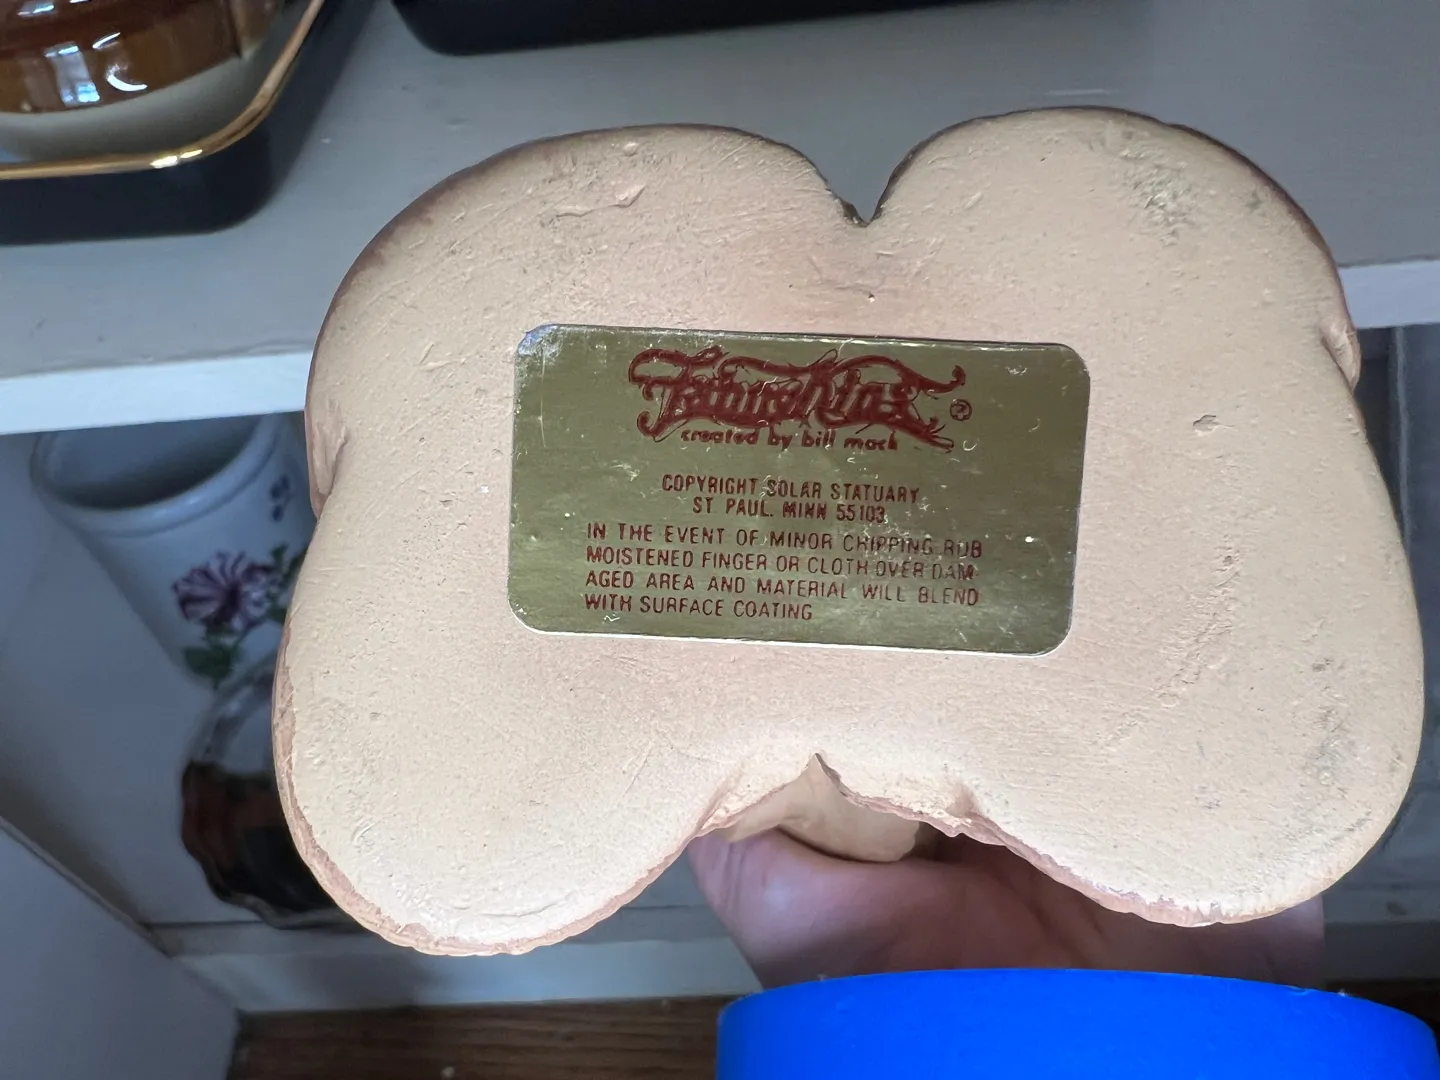 created by bill mack
COPYRIGHT SOLAR STATUARY
ST PAUL. MINN 55103
IN THE EVENT OF MINOR CHIPPING RUB
MOISTENED FINGER OR CLOTH OVER DAM-
AGED AREA AND MATERIAL WILL BLEND
WITH SURFACE COATING